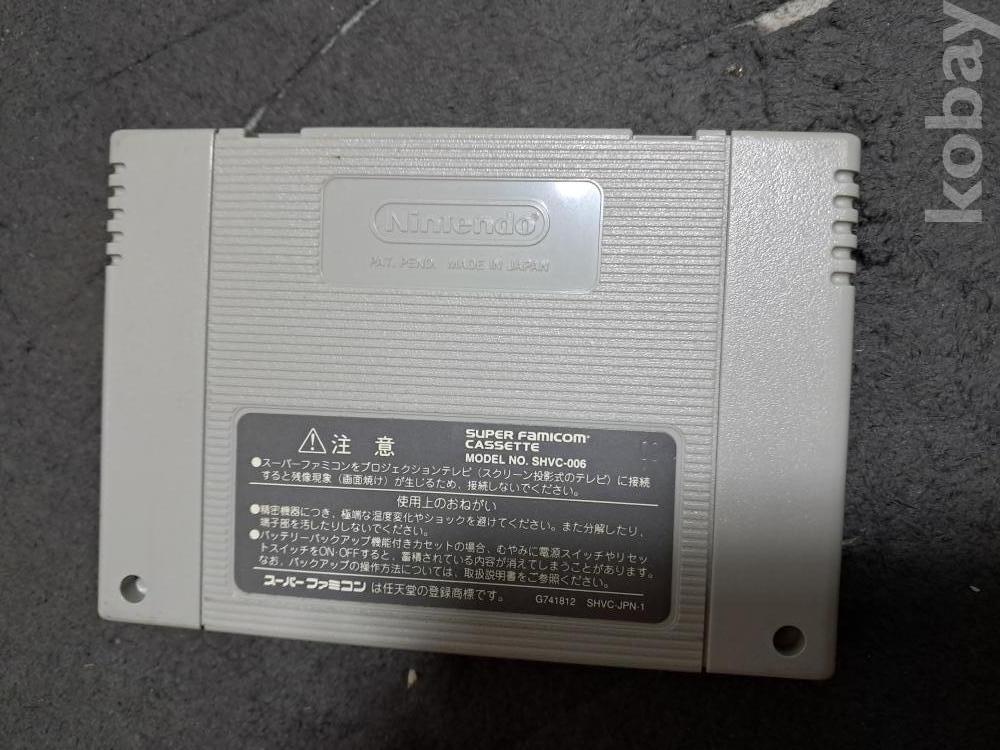 kobay
Nintendo®
PAT. PEND. MADE IN JAPAN
⚠注意
SUPER FAMICOM®
CASSETTE
MODEL NO. SHVC-006
●スーパーファミコンをプロジェクションテレビ(スクリーン投影式のテレビ)に接続
すると残像現象(画面焼け)が生じるため、接続しないでください。
使用上のおねがい
●精密機器につき、極端な温度変化やショックを避けてください。また分解したり、
端子部を汚したりしないでください。
●バッテリーバックアップ機能付きカセットの場合、むやみに電源スイッチやリセッ
トスイッチをON・OFFすると、蓄積されている内容が消えてしまうことがあります。
なお、バックアップの操作方法については、取扱説明書をご参照ください。
スーパーファミコンは任天堂の登録商標です。
G741812 SHVC-JPN-1